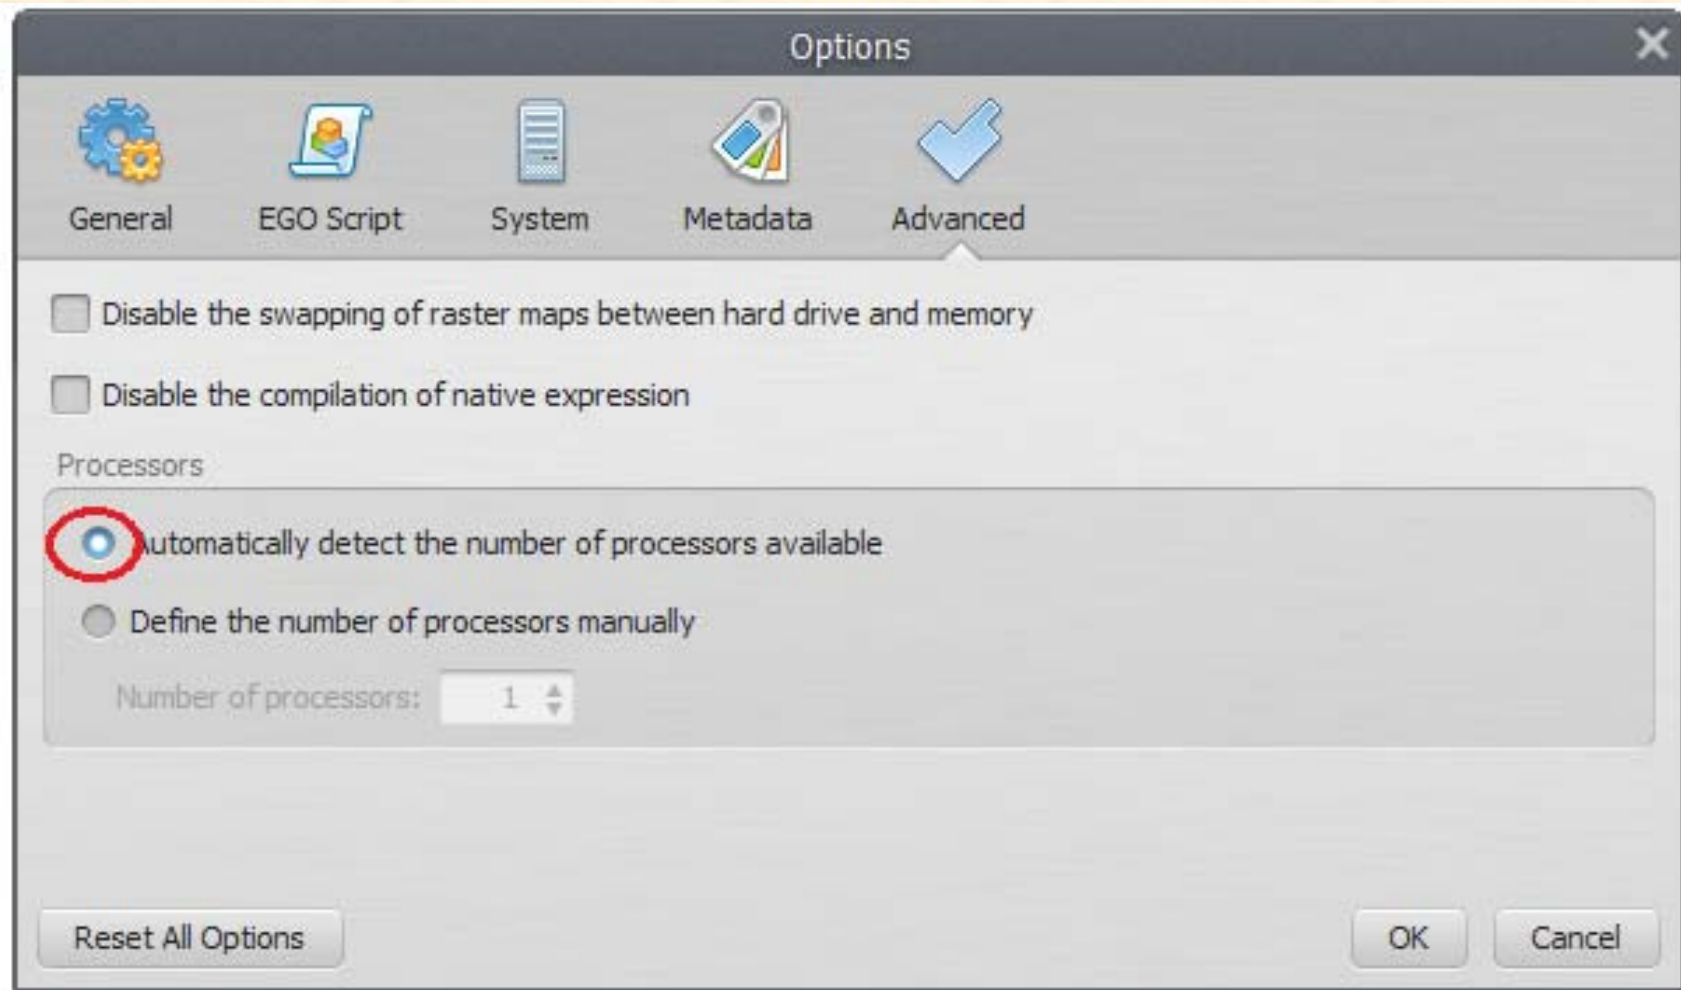 Options
General
EGO Script
System
Metadata
Advanced
Disable the swapping of raster maps between hard drive and memory
Disable the compilation of native expression
Processors
Automatically detect the number of processors available
Define the number of processors manually
Number of processors: 1
Reset All Options
OK
Cancel